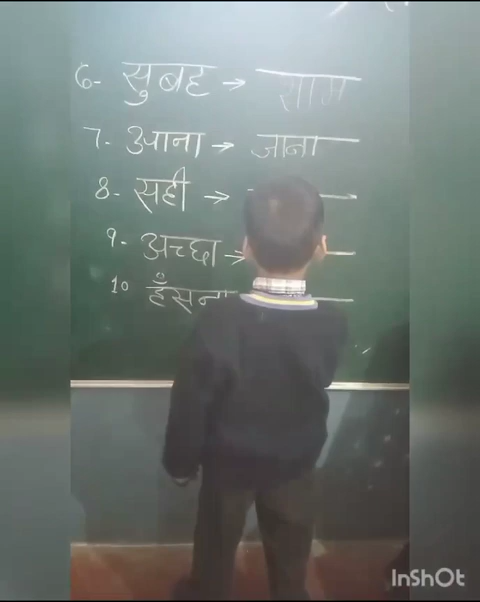 6- सुबह → शाम
7- आना → जाना
8- सही →
9- अच्छा →
10 हँसना
InShOt